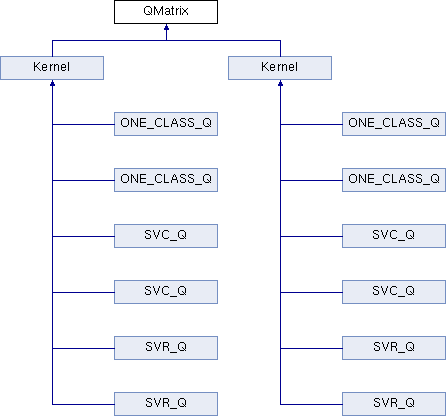 QMatrix
Kernel Kernel
ONE_CLASS_Q ONE_CLASS_Q
ONE_CLASS_Q ONE_CLASS_Q
SVC_Q SVC_Q
SVC_Q SVC_Q
SVR_Q SVR_Q
SVR_Q SVR_Q